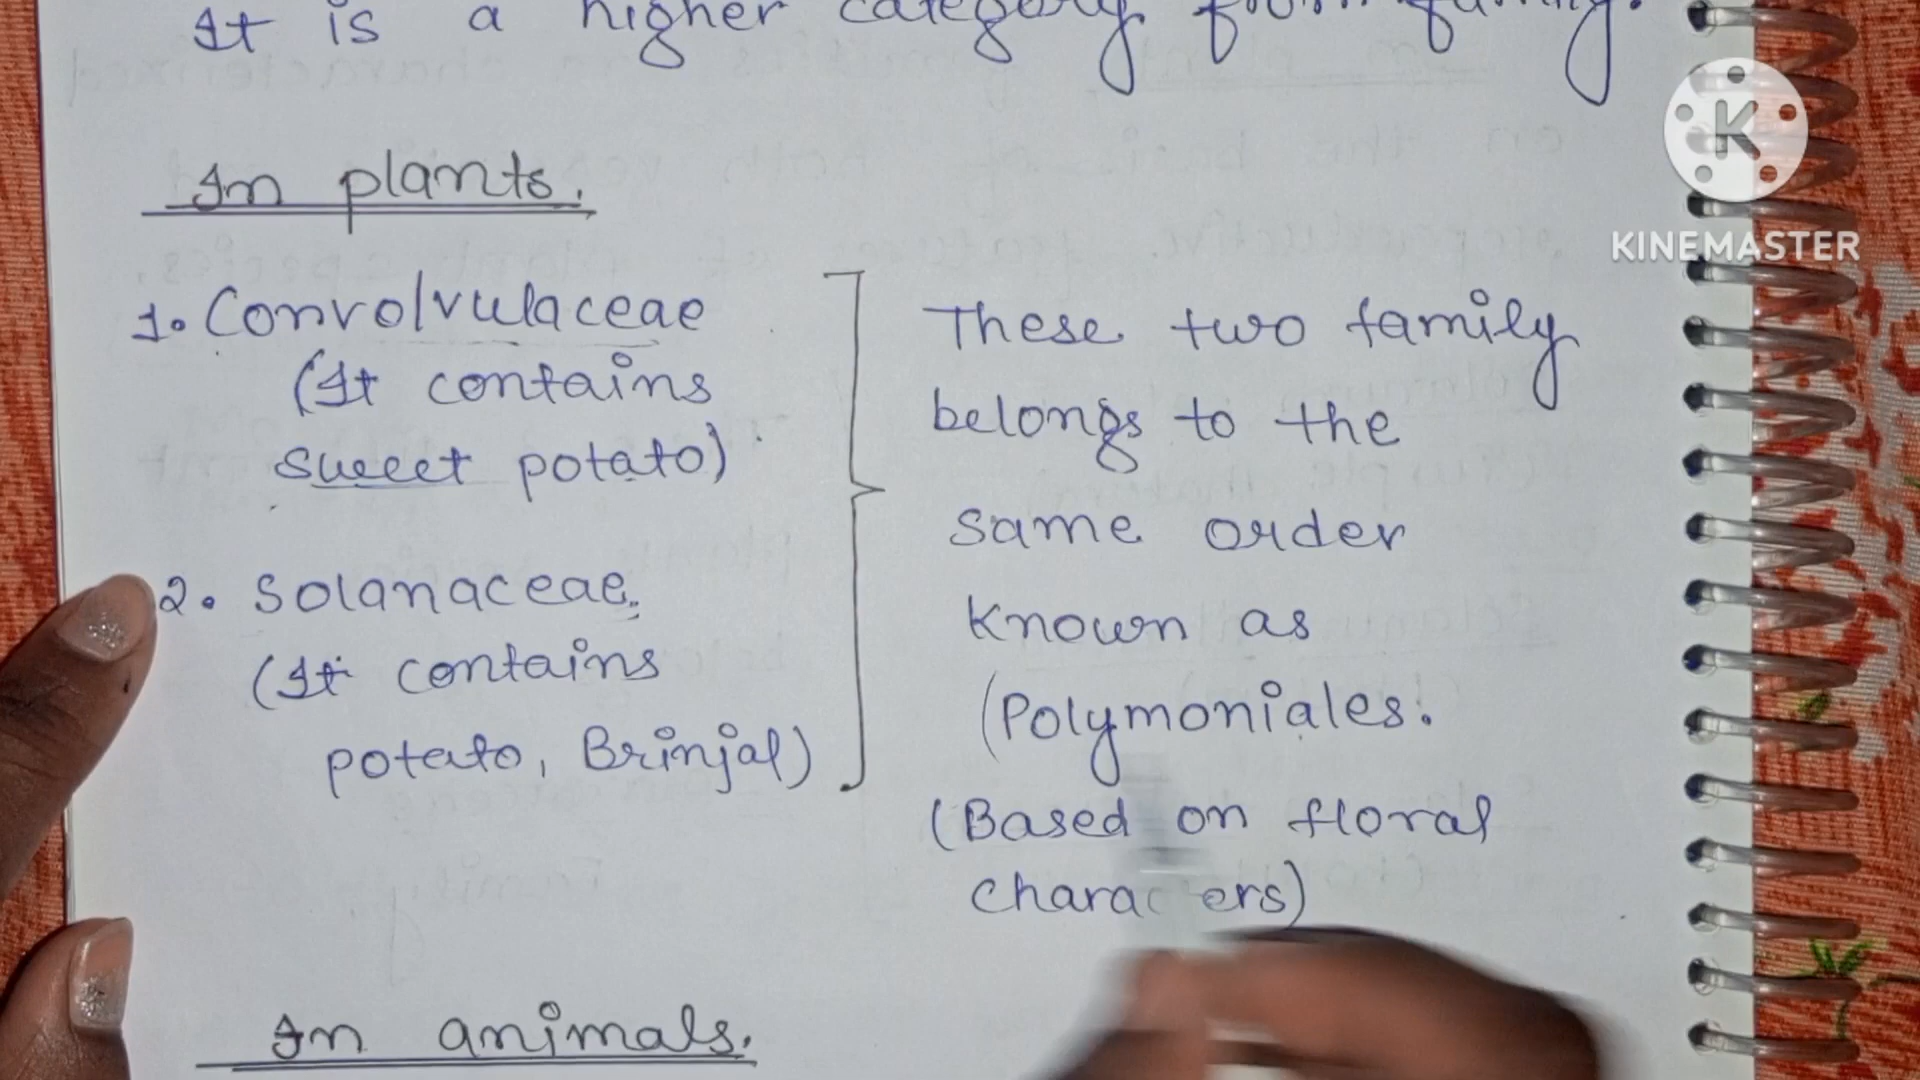 It is a higher category from family.
In plants.
1. Convolvulaceae
(It contains
sweet potato)
2. Solanaceae.
(It contains
potato, Brinjal)
These two family
belongs to the
same order
known as
(Polymoniales.
(Based on floral
characters)
In animals.
K
KINEMASTER